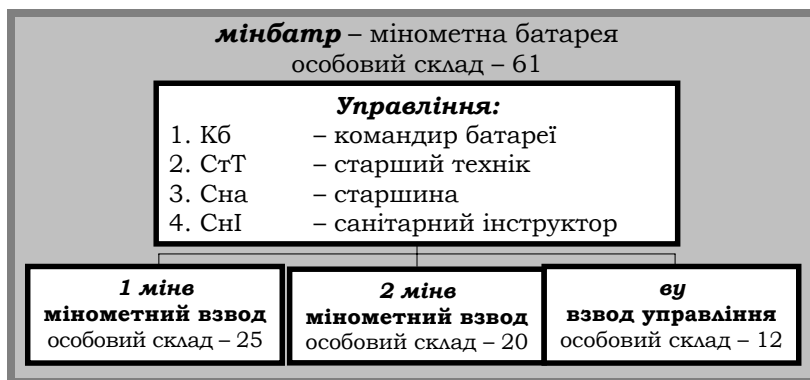 мінбатр – мінометна батарея
особовий склад – 61
Управління:
1. Кб – командир батареї
2. СтТ – старший технік
3. Сна – старшина
4. СнІ – санітарний інструктор
1 мінв
мінометний взвод
особовий склад – 25
2 мінв
мінометний взвод
особовий склад – 20
ву
взвод управління
особовий склад – 12